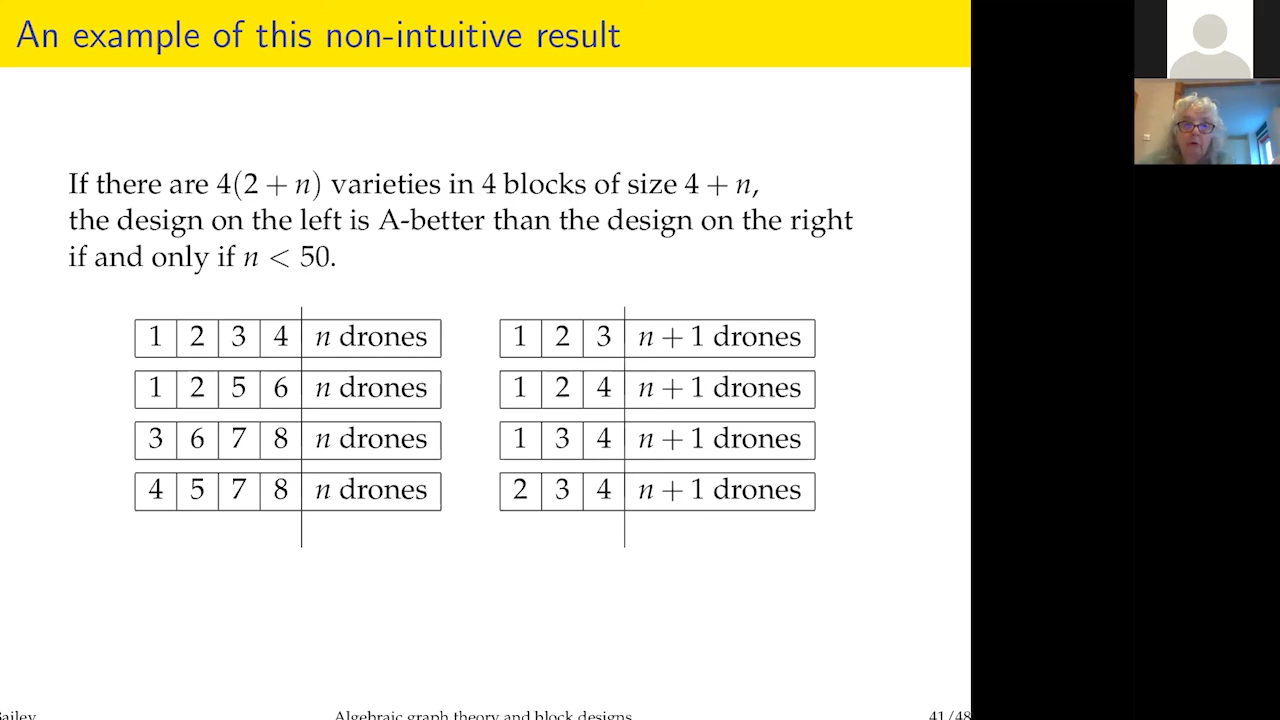 An example of this non-intuitive result
If there are 4(2 + n) varieties in 4 blocks of size 4 + n,
the design on the left is A-better than the design on the right
if and only if n < 50.
1 2 3 4 n drones
1 2 5 6 n drones
3 6 7 8 n drones
4 5 7 8 n drones
1 2 3 n + 1 drones
1 2 4 n + 1 drones
1 3 4 n + 1 drones
2 3 4 n + 1 drones
Bailey Algebraic graph theory and block designs 41/48